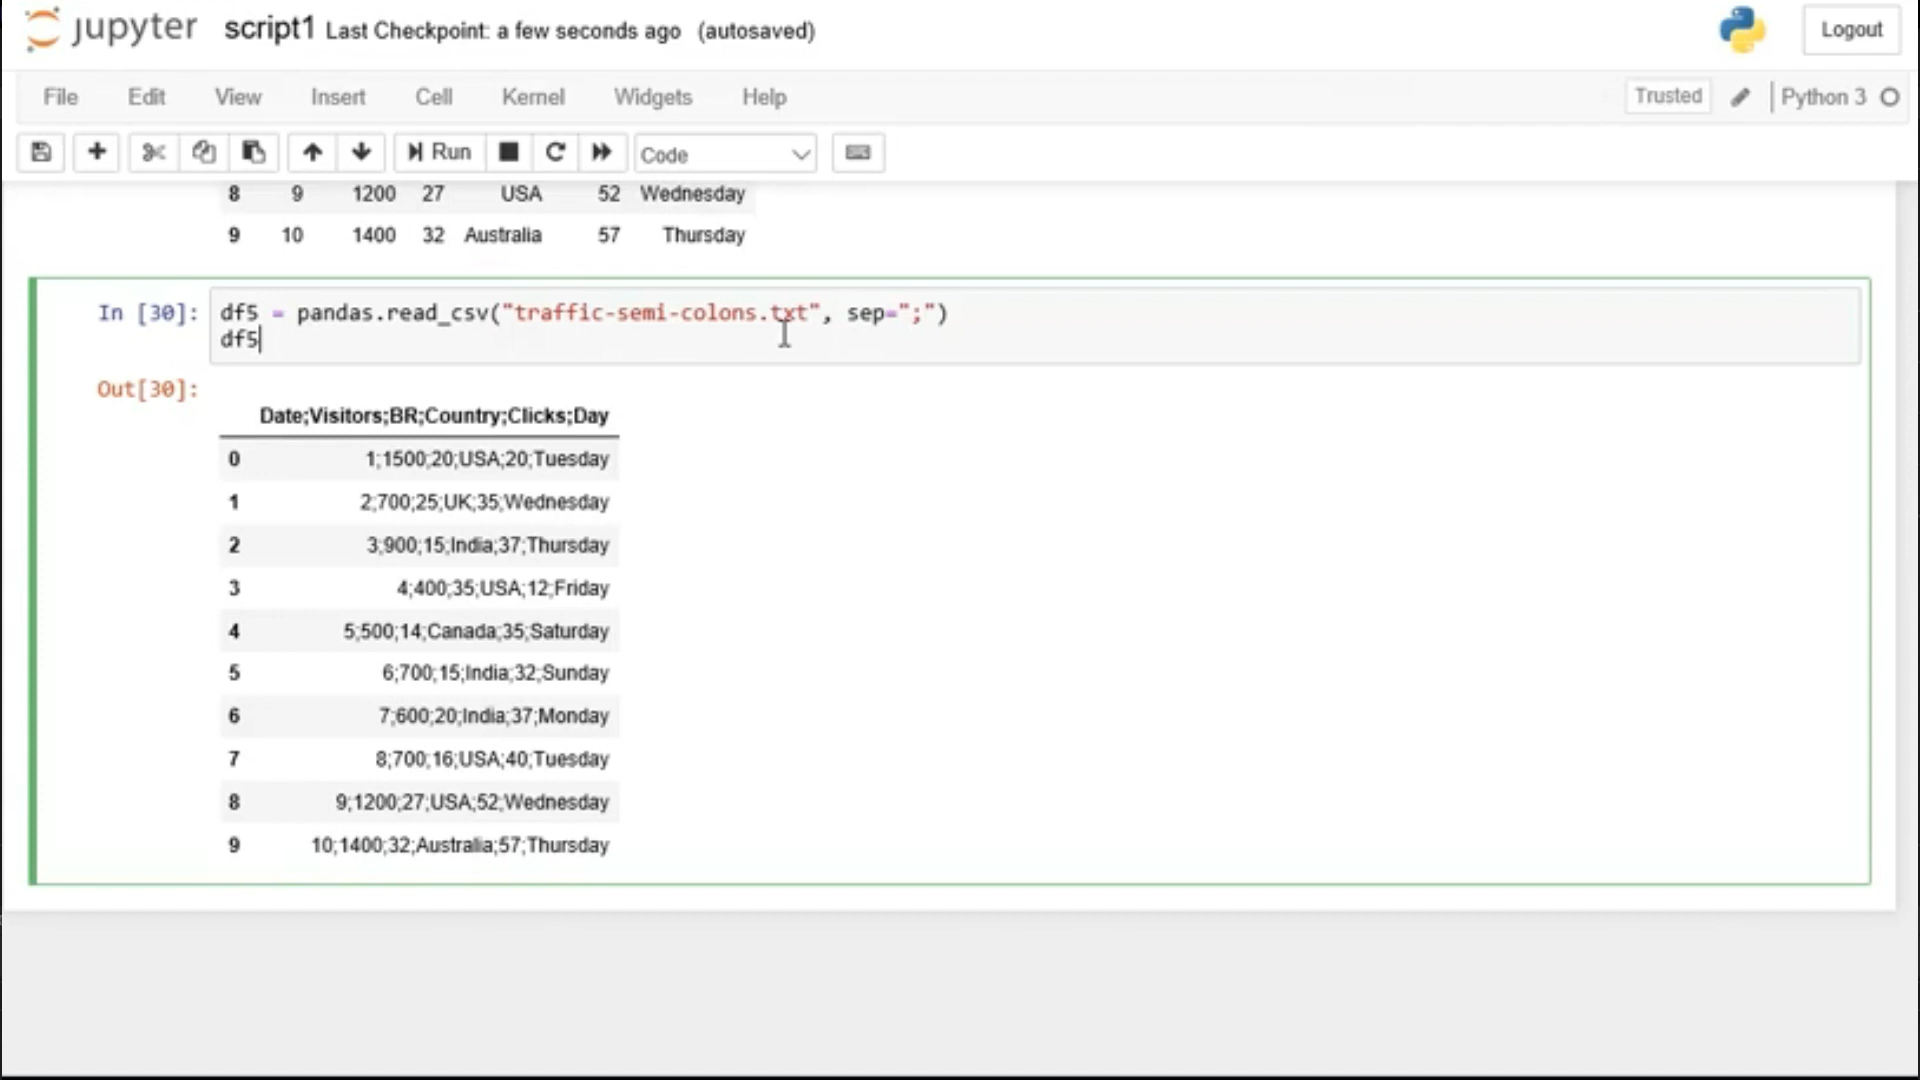 jupyter script1 Last Checkpoint: a few seconds ago (autosaved) Logout
File Edit View Insert Cell Kernel Widgets Help Trusted Python 3
Run Code
8 9 1200 27 USA 52 Wednesday
9 10 1400 32 Australia 57 Thursday
In [30]: df5 = pandas.read_csv("traffic-semi-colons.txt", sep=";")
df5
Out[30]:
Date;Visitors;BR;Country;Clicks;Day
0 1;1500;20;USA;20;Tuesday
1 2;700;25;UK;35;Wednesday
2 3;900;15;India;37;Thursday
3 4;400;35;USA;12;Friday
4 5;500;14;Canada;35;Saturday
5 6;700;15;India;32;Sunday
6 7;600;20;India;37;Monday
7 8;700;16;USA;40;Tuesday
8 9;1200;27;USA;52;Wednesday
9 10;1400;32;Australia;57;Thursday